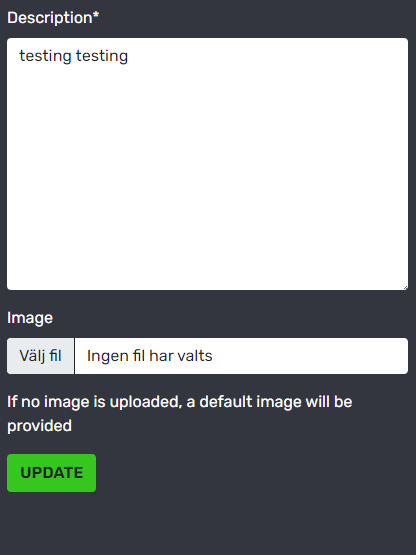 Description*
testing testing
Image
Välj fil Ingen fil har valts
If no image is uploaded, a default image will be
provided
UPDATE